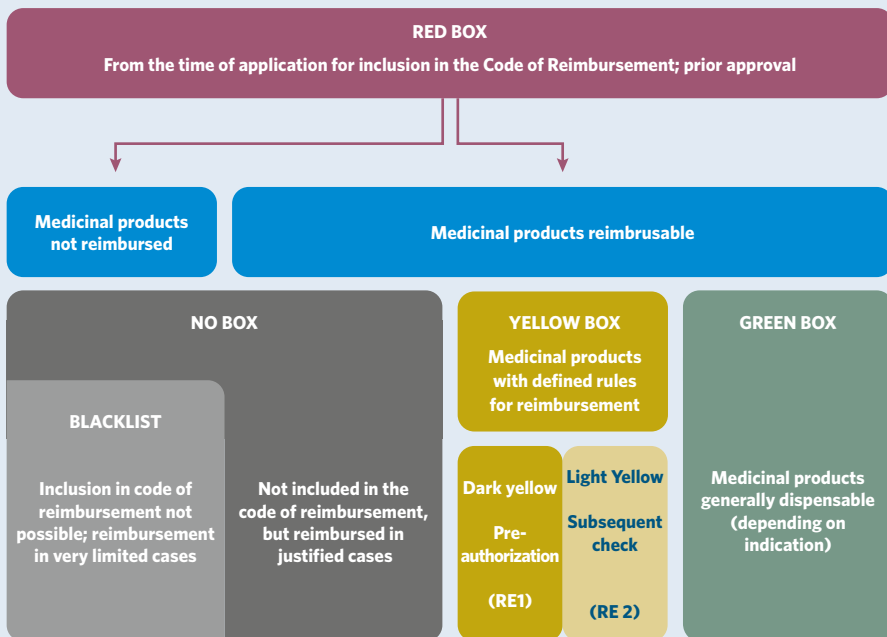 RED BOX
From the time of application for inclusion in the Code of Reimbursement; prior approval
Medicinal products
not reimbursed
Medicinal products reimbrusable
NO BOX
BLACKLIST
Inclusion in code of
reimbursement not
possible; reimbursement
in very limited cases
Not included in the
code of reimbursement,
but reimbursed in
justified cases
YELLOW BOX
Medicinal products
with defined rules
for reimbursement
Dark yellow
Pre-
authorization
(RE1)
Light Yellow
Subsequent
check
(RE 2)
GREEN BOX
Medicinal products
generally dispensable
(depending on
indication)